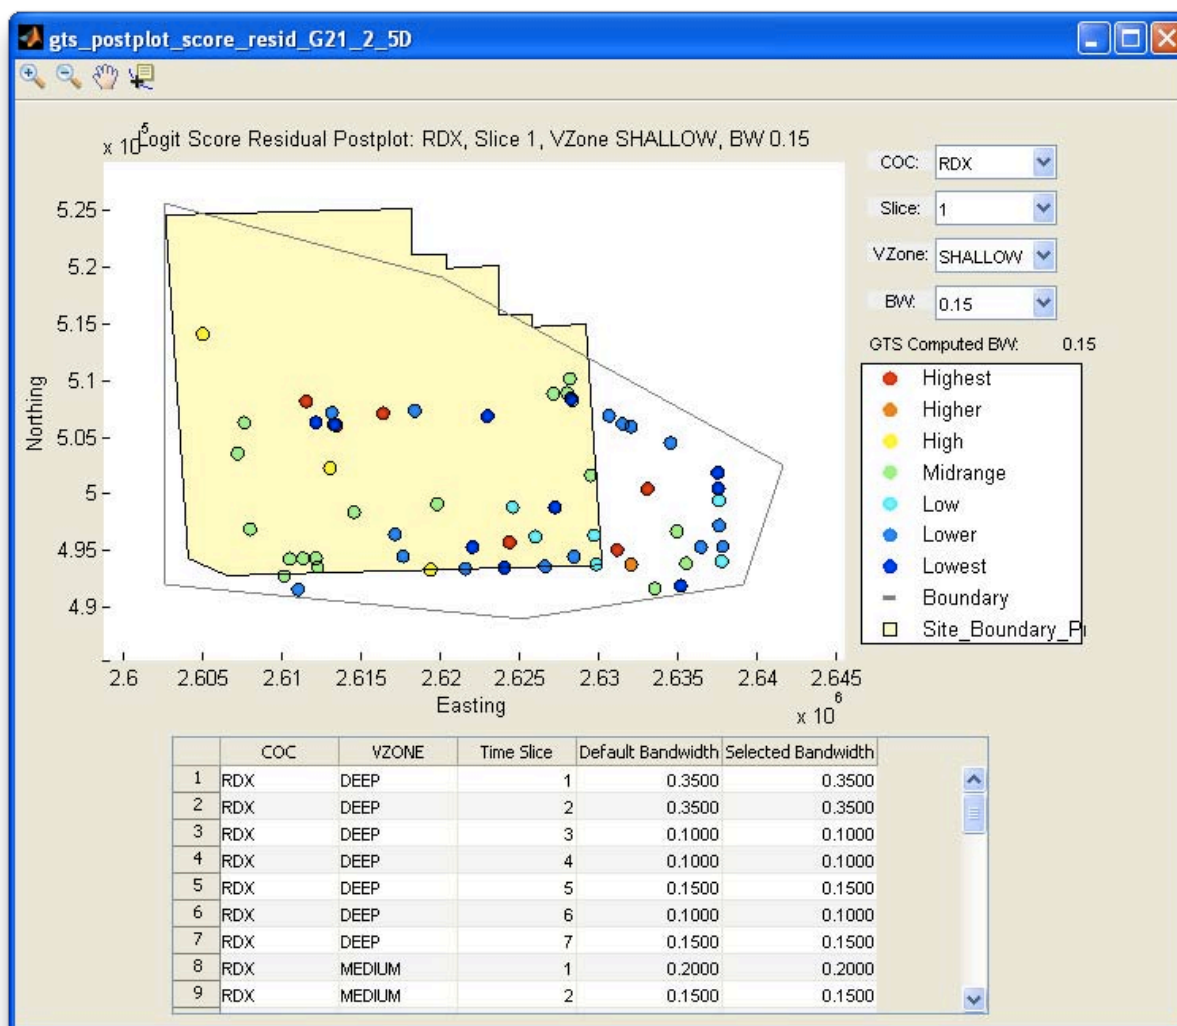 gts_postplot_score_resid_G21_2_5D
x 10^5
Logit Score Residual Postplot: RDX, Slice 1, VZone SHALLOW, BW 0.15
5.25
5.2
5.15
5.1
5.05
5
4.95
4.9
Northing
2.6 2.605 2.61 2.615 2.62 2.625 2.63 2.635 2.64 2.645
Easting
x 10^6
COC: RDX
Slice: 1
VZone: SHALLOW
BW: 0.15
GTS Computed BW: 0.15
Highest
Higher
High
Midrange
Low
Lower
Lowest
Boundary
Site_Boundary_P
COC VZONE Time Slice Default Bandwidth Selected Bandwidth
1 RDX DEEP 1 0.3500 0.3500
2 RDX DEEP 2 0.3500 0.3500
3 RDX DEEP 3 0.1000 0.1000
4 RDX DEEP 4 0.1000 0.1000
5 RDX DEEP 5 0.1500 0.1500
6 RDX DEEP 6 0.1000 0.1000
7 RDX DEEP 7 0.1500 0.1500
8 RDX MEDIUM 1 0.2000 0.2000
9 RDX MEDIUM 2 0.1500 0.1500